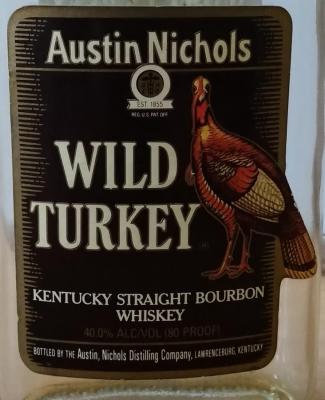 Austin Nichols
EST. 1855
REG. U.S. PAT. OFF.
WILD
TURKEY
KENTUCKY STRAIGHT BOURBON
WHISKEY
40.0% ALC/VOL (80 PROOF)
BOTTLED BY THE Austin, Nichols Distilling Company, LAWRENCEBURG, KENTUCKY